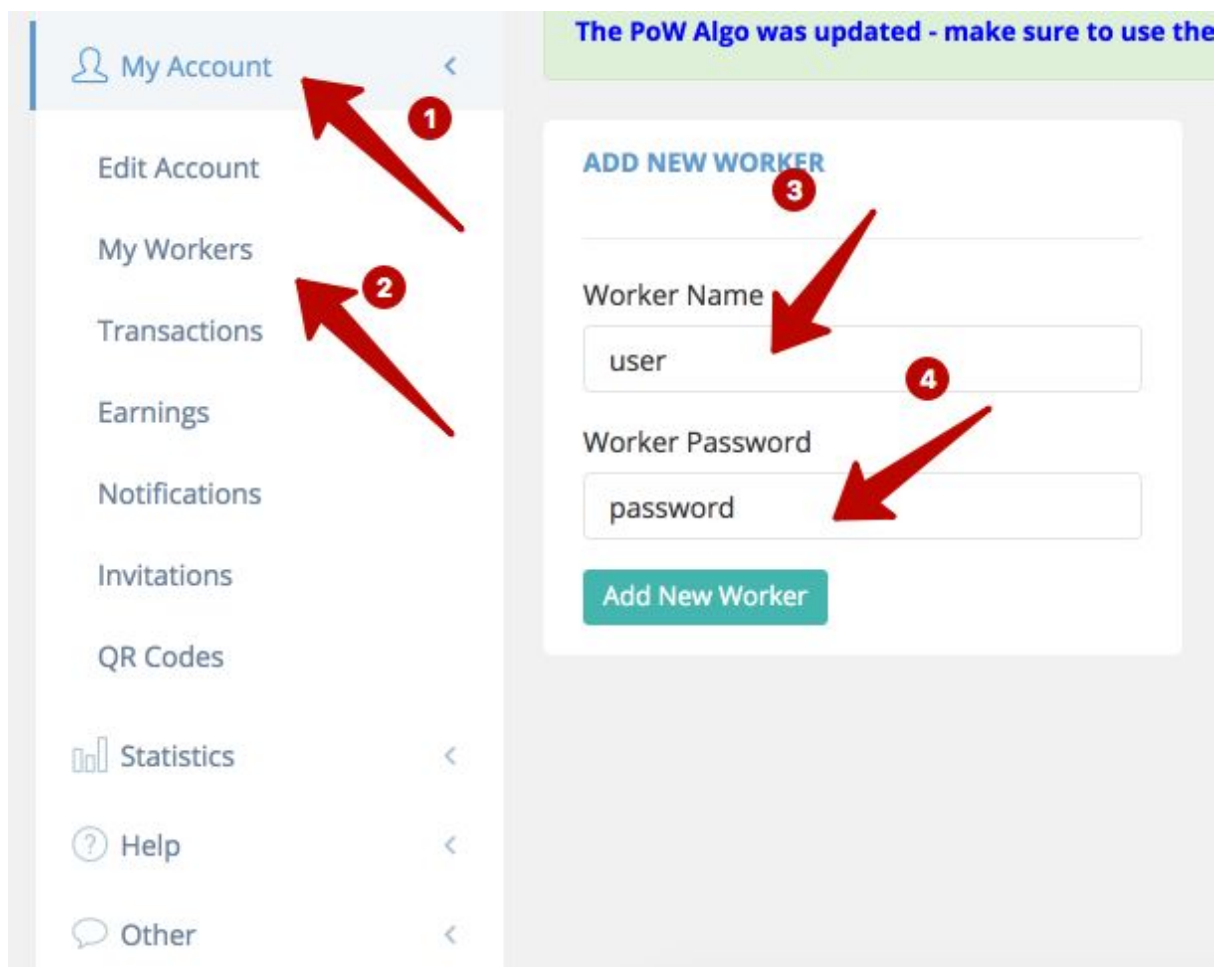 My Account
1
Edit Account
My Workers
2
Transactions
Earnings
Notifications
Invitations
QR Codes
Statistics
Help
Other
The PoW Algo was updated - make sure to use the
ADD NEW WORKER
3
Worker Name
user
4
Worker Password
password
Add New Worker